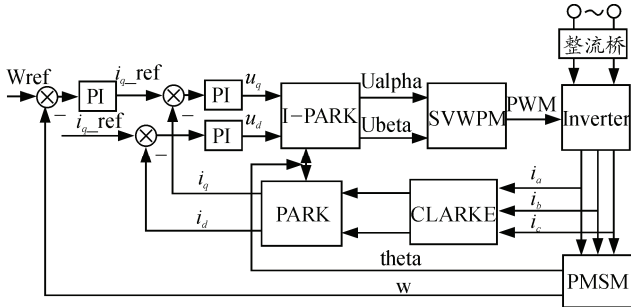 整流桥
Wref
PI
i_q_ref
PI
u_q
I-PARK
Ualpha
SVWPM
PWM
Inverter
i_q_ref
PI
u_d
Ubeta
i_q
i_d
PARK
CLARKE
i_a
i_b
i_c
theta
w
PMSM